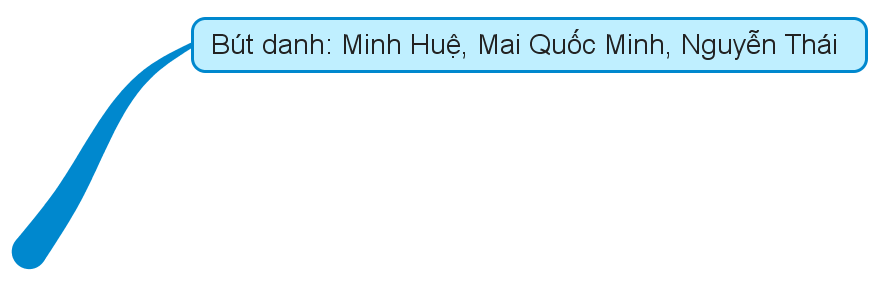 Bút danh: Minh Huệ, Mai Quốc Minh, Nguyễn Thái